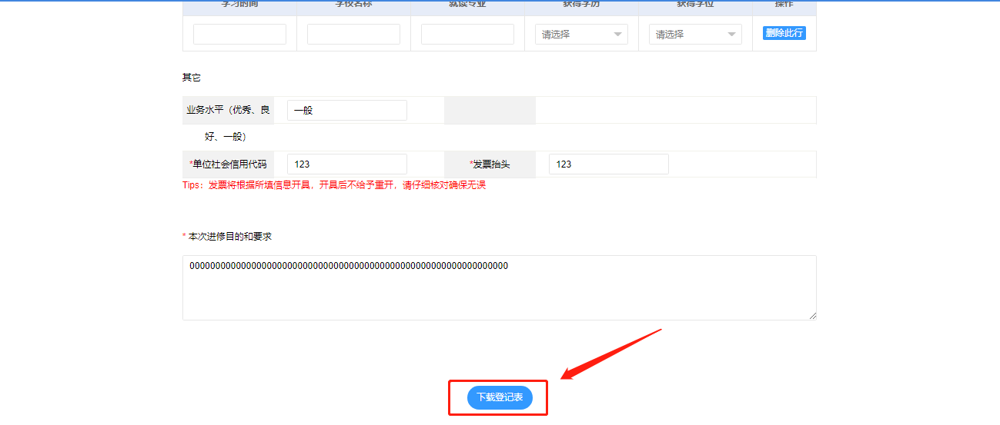 学习时间 学校名称 就读专业 获得学历 获得学位 操作
请选择 请选择 删除此行
其它
业务水平（优秀、良 一般
好、一般）
*单位社会信用代码 123 *发票抬头 123
Tips：发票将根据所填信息开具，开具后不给予重开，请仔细核对确保无误
* 本次进修目的和要求
00000000000000000000000000000000000000000000000000000000000000
下载登记表